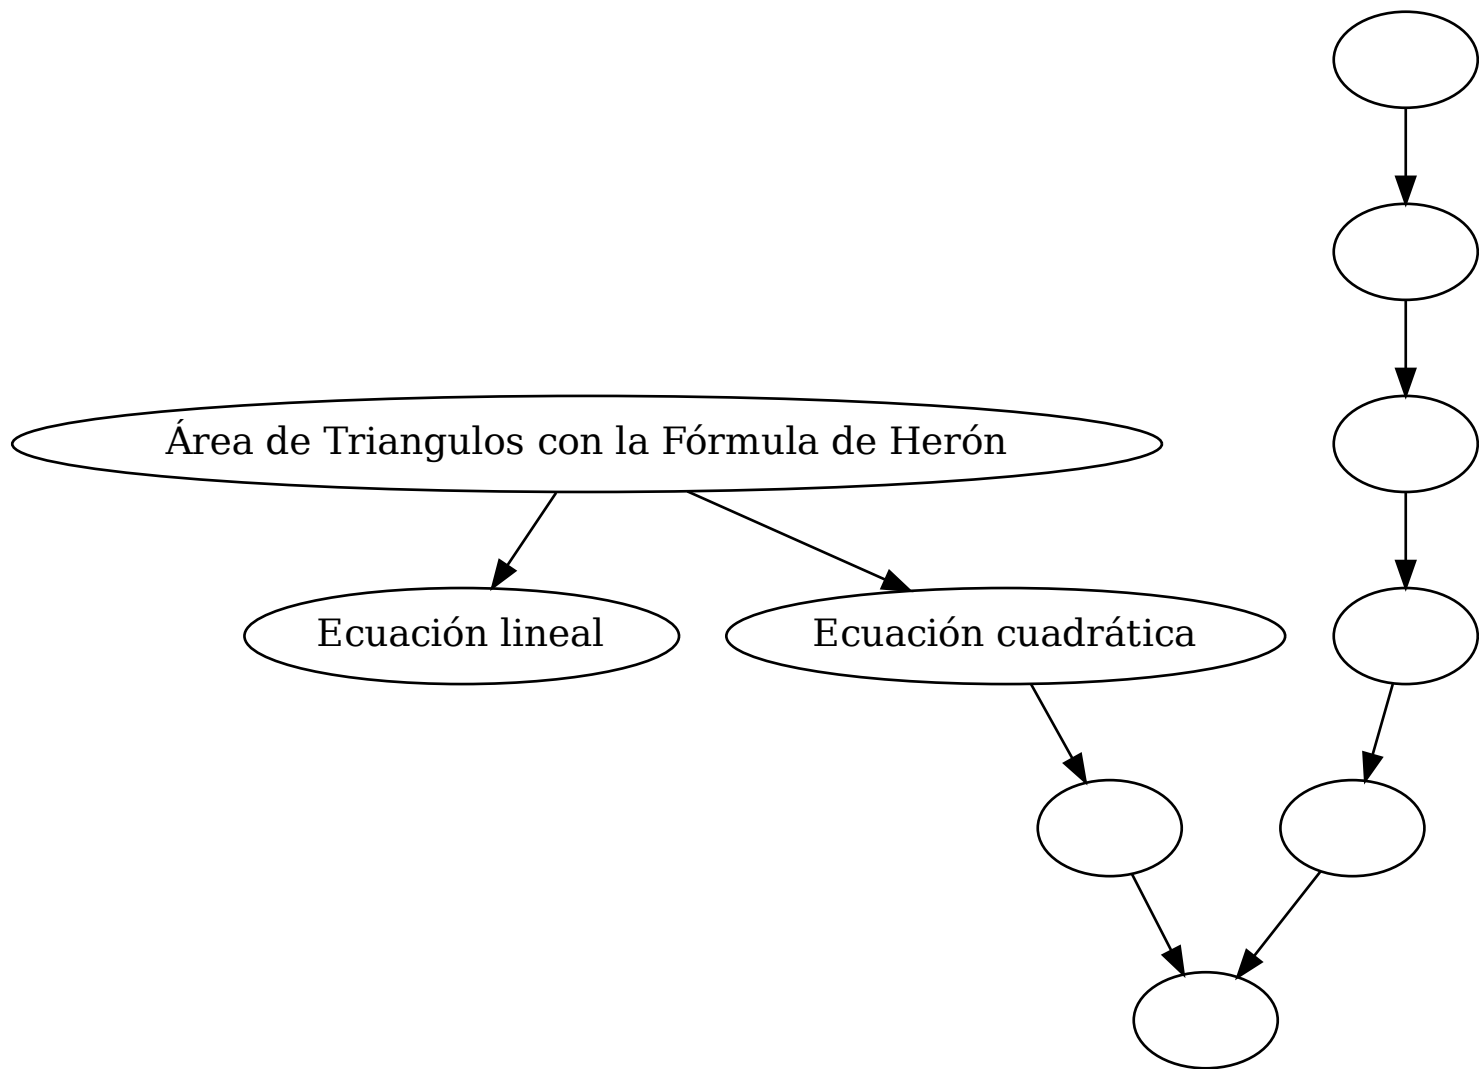 Área de Triangulos con la Fórmula de Herón
Ecuación lineal
Ecuación cuadrática